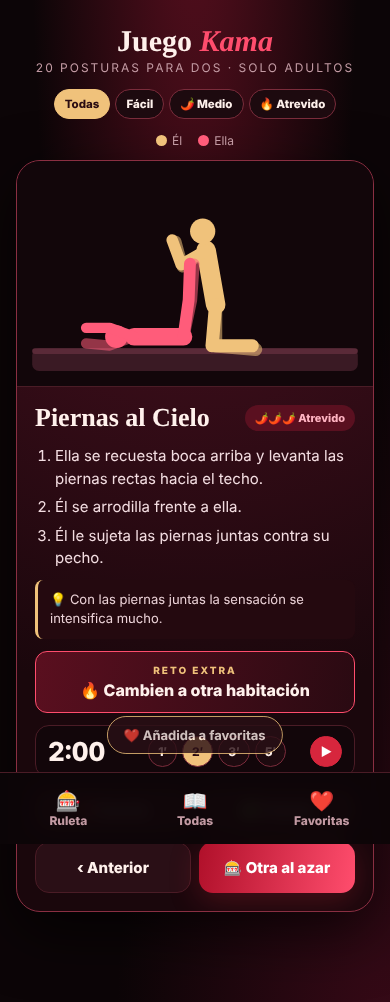 Juego Kama
20 POSTURAS PARA DOS · SOLO ADULTOS
Todas
Fácil
🌶️ Medio
🔥 Atrevido
Él
Ella
Piernas al Cielo
🌶️🌶️🌶️ Atrevido
1. Ella se recuesta boca arriba y levanta las
piernas rectas hacia el techo.
2. Él se arrodilla frente a ella.
3. Él le sujeta las piernas juntas contra su
pecho.
💡 Con las piernas juntas la sensación se
intensifica mucho.
RETO EXTRA
🔥 Cambien a otra habitación
❤️ Añadida a favoritas
2:00
1'
2'
3'
5'
🎰
Ruleta
📖
Todas
❤️
Favoritas
‹ Anterior
🎰 Otra al azar